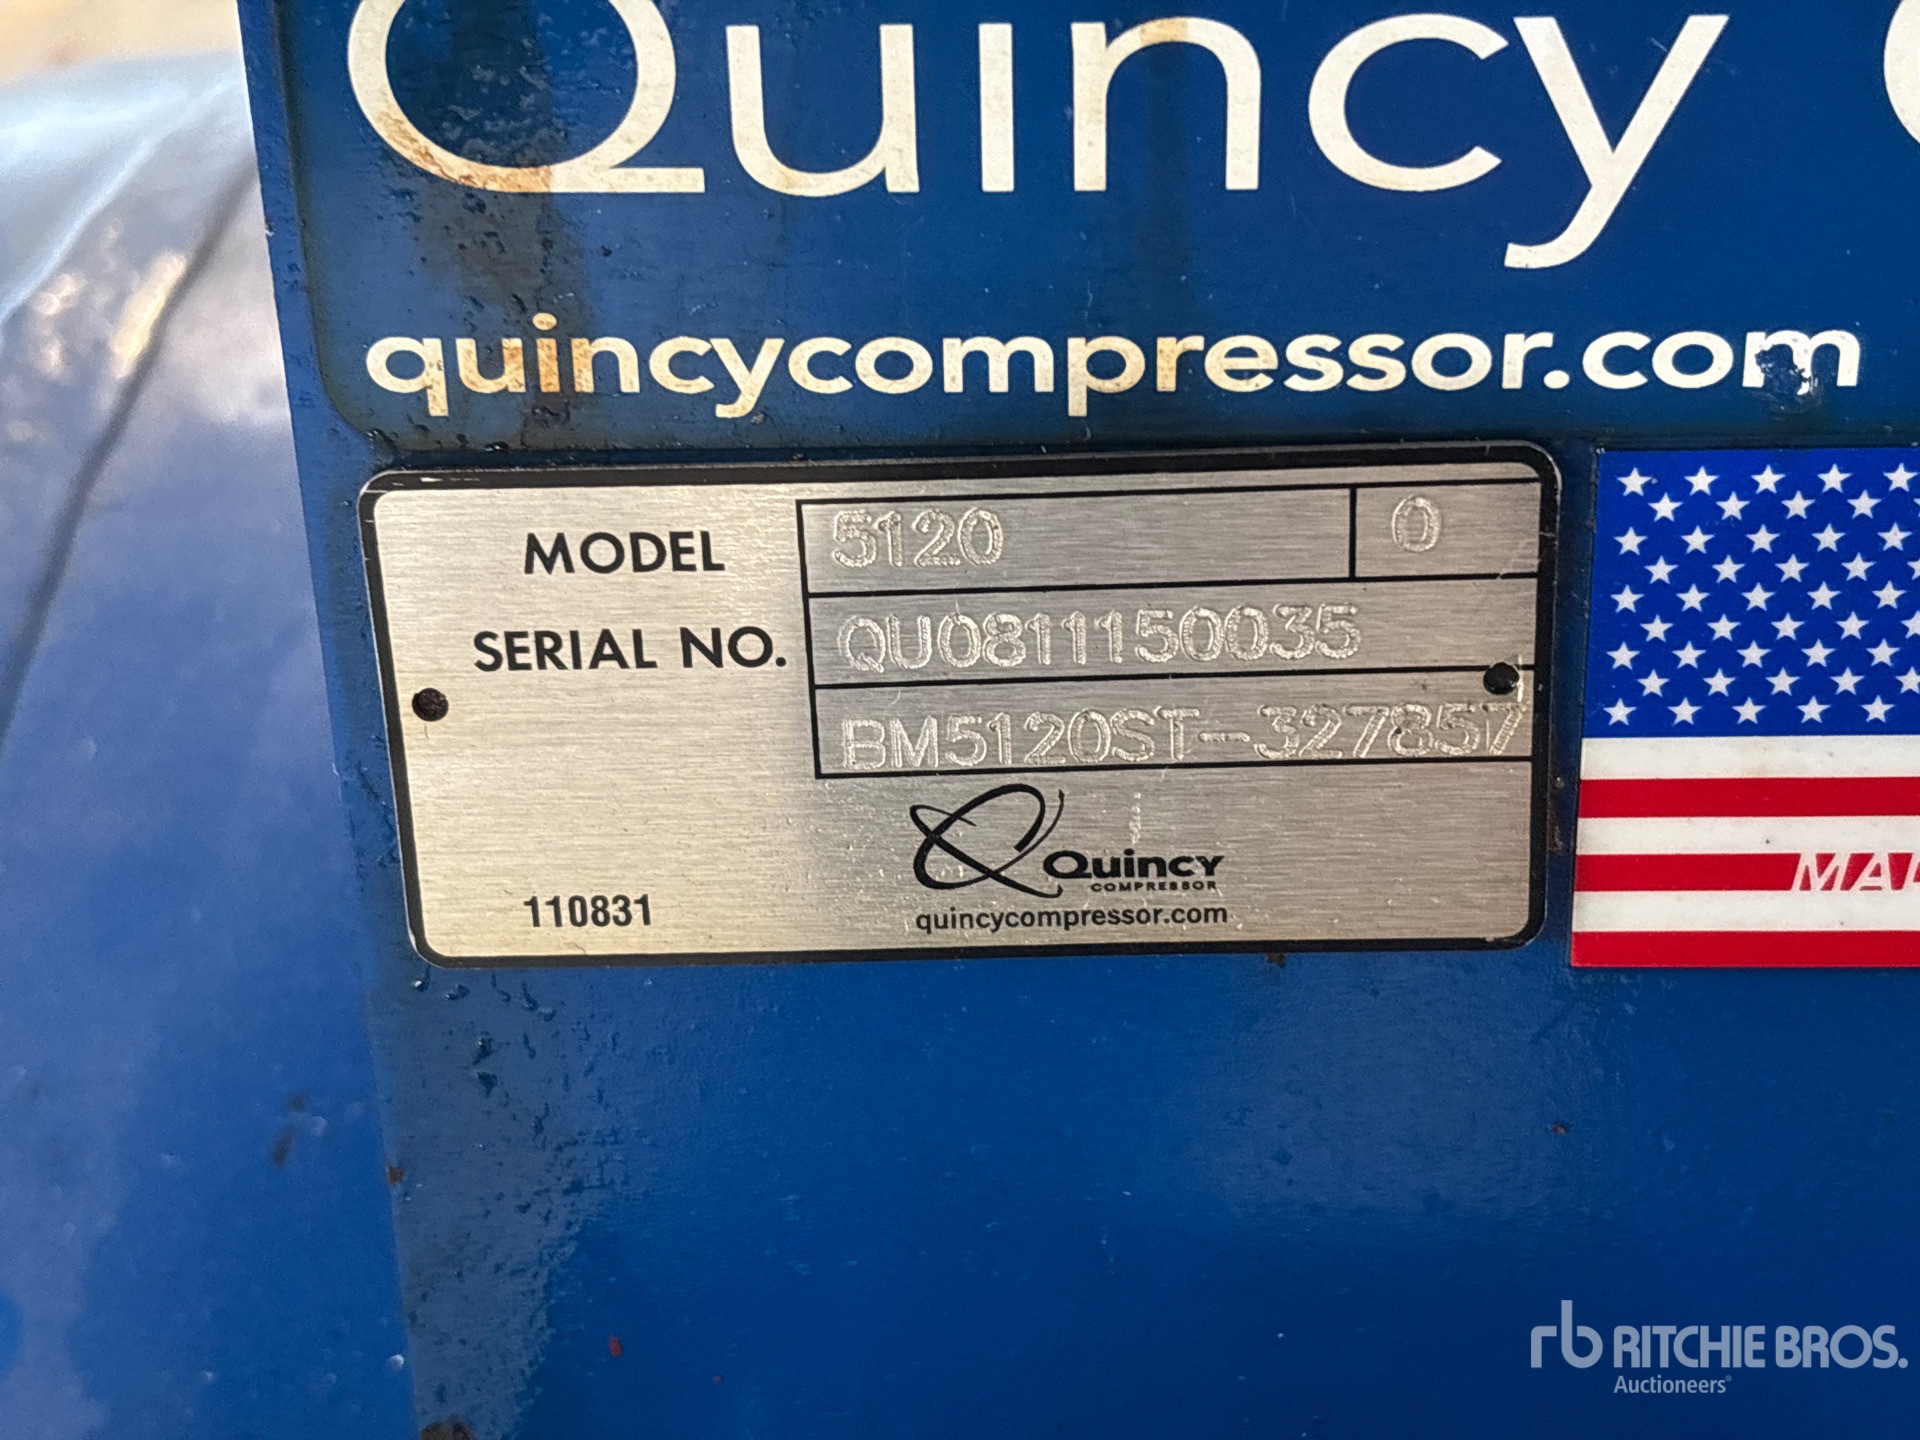 Quincy
quincycompressor.com
MODEL 5120 0
SERIAL NO. QU0811150035
BM5120ST-327857
Quincy
COMPRESSOR
110831
quincycompressor.com
rb RITCHIE BROS.
Auctioneers